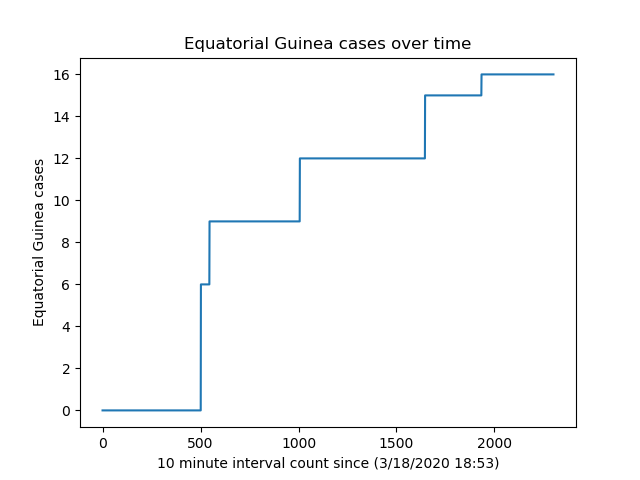 Equatorial Guinea cases over time
16
14
12
10
8
6
4
2
0
Equatorial Guinea cases
0 500 1000 1500 2000
10 minute interval count since (3/18/2020 18:53)